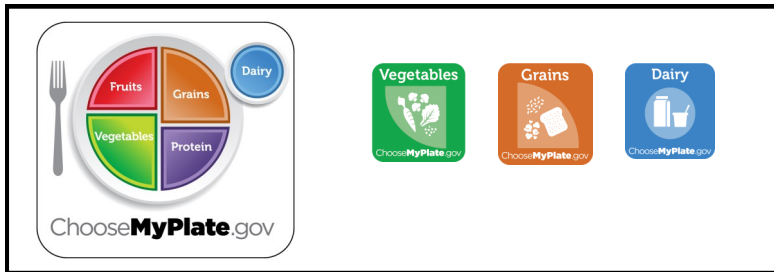 Fruits
Grains
Dairy
Vegetables
Protein
ChooseMyPlate.gov
Vegetables
ChooseMyPlate.gov
Grains
ChooseMyPlate.gov
Dairy
ChooseMyPlate.gov